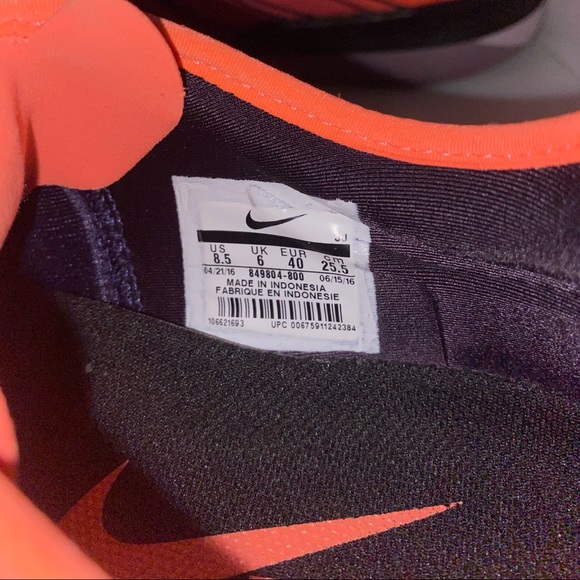 JJ
US UK EUR cm
8.5 6 40 25.5
04/21/16 849804-800 06/15/16
MADE IN INDONESIA
FABRIQUE EN INDONESIE
106621693 UPC 00675911242384